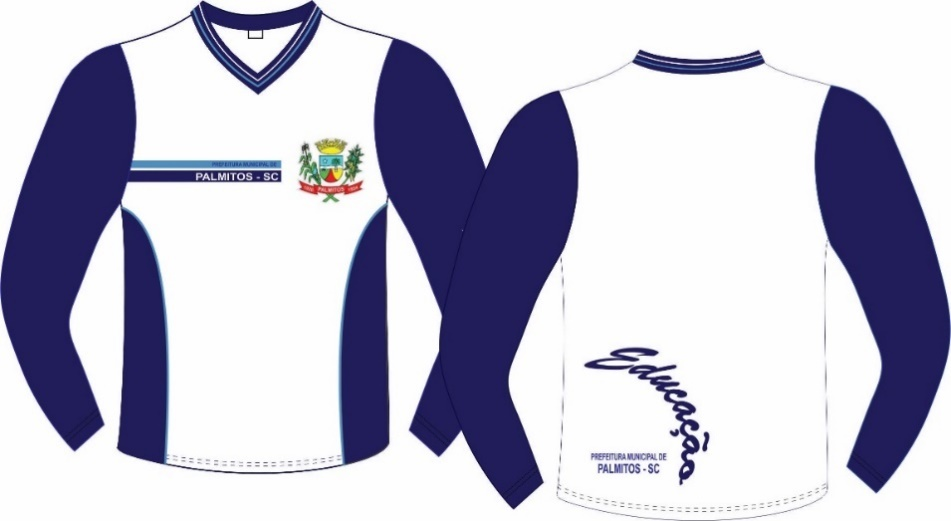 PREFEITURA MUNICIPAL DE
PALMITOS - SC
PALMITOS
Educação
PREFEITURA MUNICIPAL DE
PALMITOS - SC